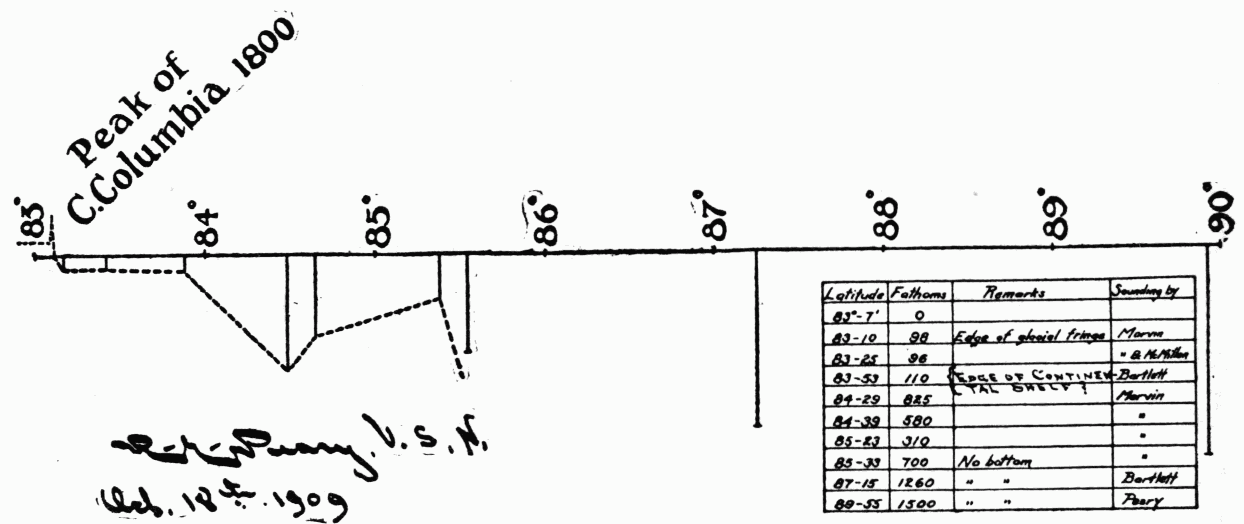 Peak of
C.Columbia 1800
83°
84°
85°
86°
87°
88°
89°
90°
Latitude Fathoms Remarks Sounding by
83°-7' 0
83-10 98 Edge of glacial fringe Marvin
83-25 96 " & McMillan
83-53 110 EDGE OF CONTINEN- Bartlett
TAL SHELF?
84-29 825 Marvin
84-39 580 "
85-23 310 "
85-33 700 No bottom "
87-15 1260 " " Bartlett
89-55 1500 " " Peary
Peary, U.S.N.
Oct. 18th 1909